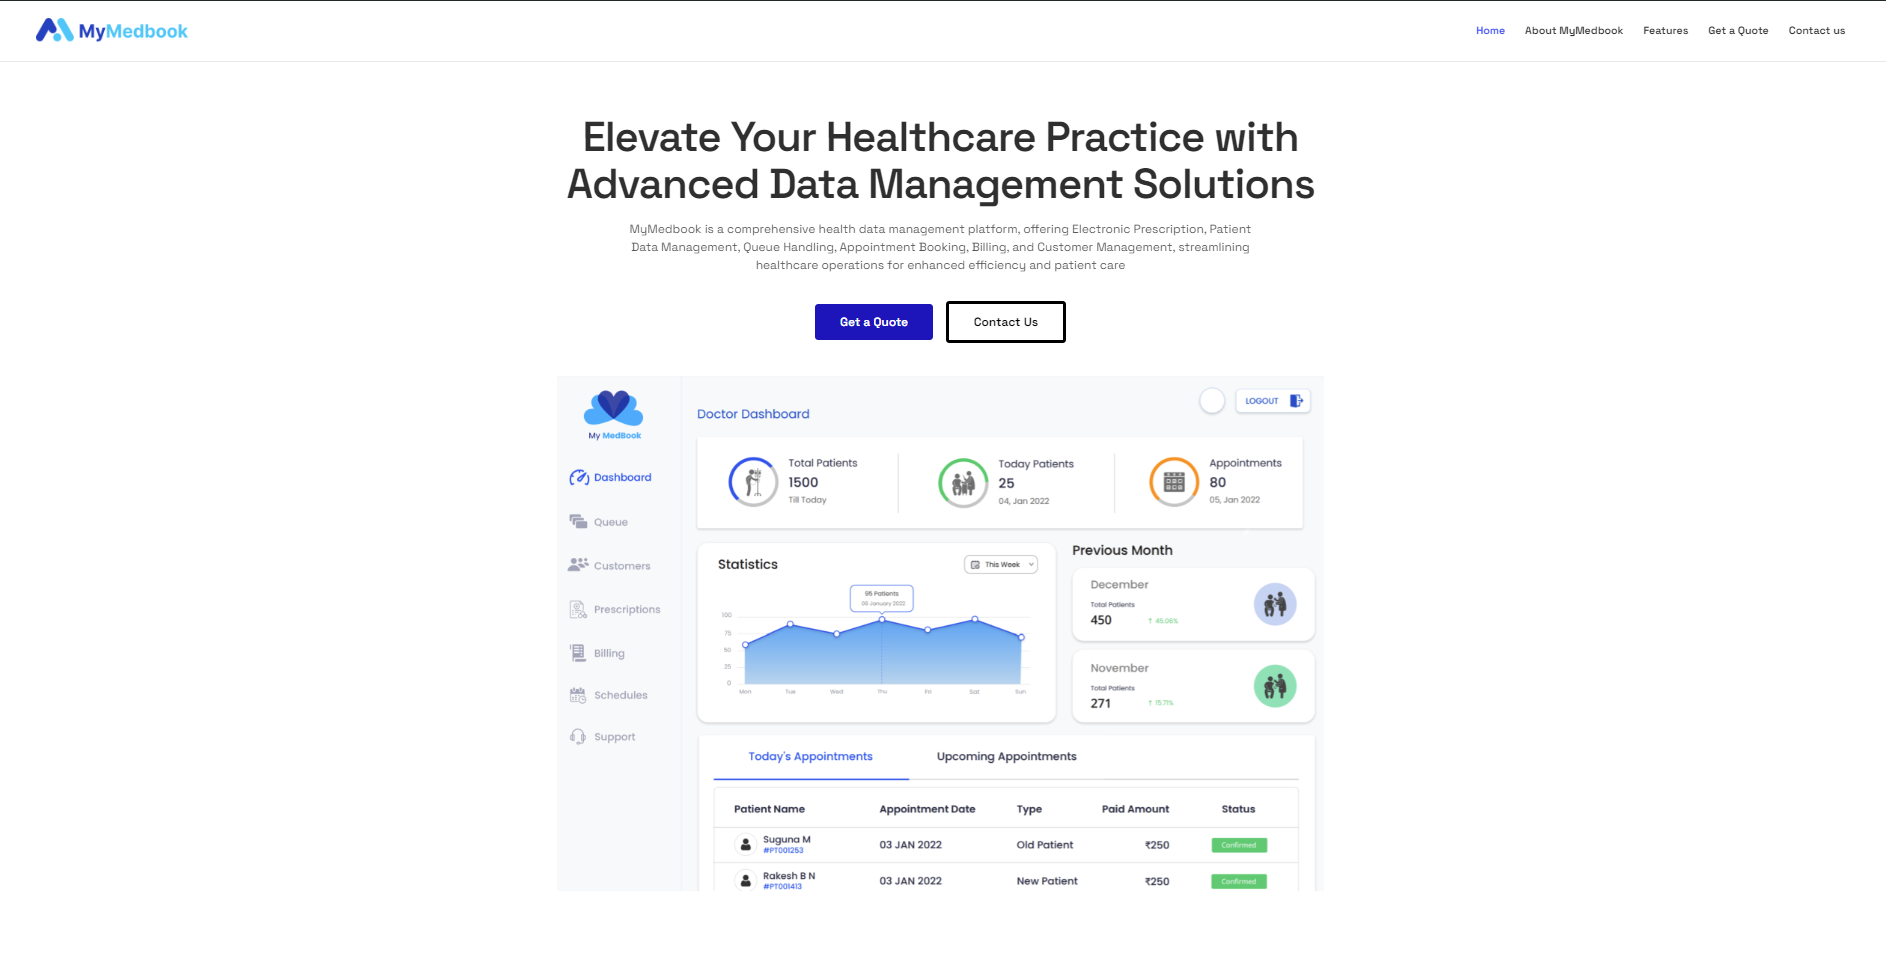 MyMedbook
Home
About MyMedbook
Features
Get a Quote
Contact us
Elevate Your Healthcare Practice with
Advanced Data Management Solutions
MyMedbook is a comprehensive health data management platform, offering Electronic Prescription, Patient
Data Management, Queue Handling, Appointment Booking, Billing, and Customer Management, streamlining
healthcare operations for enhanced efficiency and patient care
Get a Quote
Contact Us
My MedBook
Dashboard
Queue
Customers
Prescriptions
Billing
Schedules
Support
Doctor Dashboard
LOGOUT
Total Patients
1500
Till Today
Today Patients
25
04, Jan 2022
Appointments
80
05, Jan 2022
Statistics
This Week
95 Patients
06 January 2022
100
75
50
25
0
Mon Tue Wed Thu Fri Sat Sun
Previous Month
December
Total Patients
450 ↑ 45.06%
November
Total Patients
271 ↑ 15.71%
Today's Appointments Upcoming Appointments
Patient Name Appointment Date Type Paid Amount Status
Suguna M
#PT001253
03 JAN 2022 Old Patient ₹250 Confirmed
Rakesh B N
#PT001413
03 JAN 2022 New Patient ₹250 Confirmed